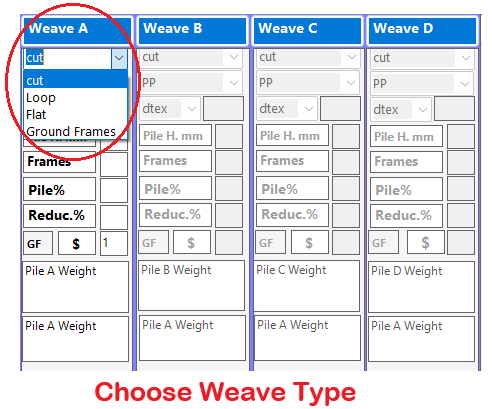 Weave A Weave B Weave C Weave D
cut cut cut cut
cut PP PP PP
Loop dtex dtex dtex
Flat
Ground Frames Pile H. mm Pile H. mm Pile H. mm
Frames Frames Frames Frames
Pile% Pile% Pile% Pile%
Reduc.% Reduc.% Reduc.% Reduc.%
GF $ 1 GF $ GF $ GF $
Pile A Weight Pile B Weight Pile C Weight Pile D Weight
Pile A Weight Pile A Weight Pile A Weight Pile A Weight
Choose Weave Type